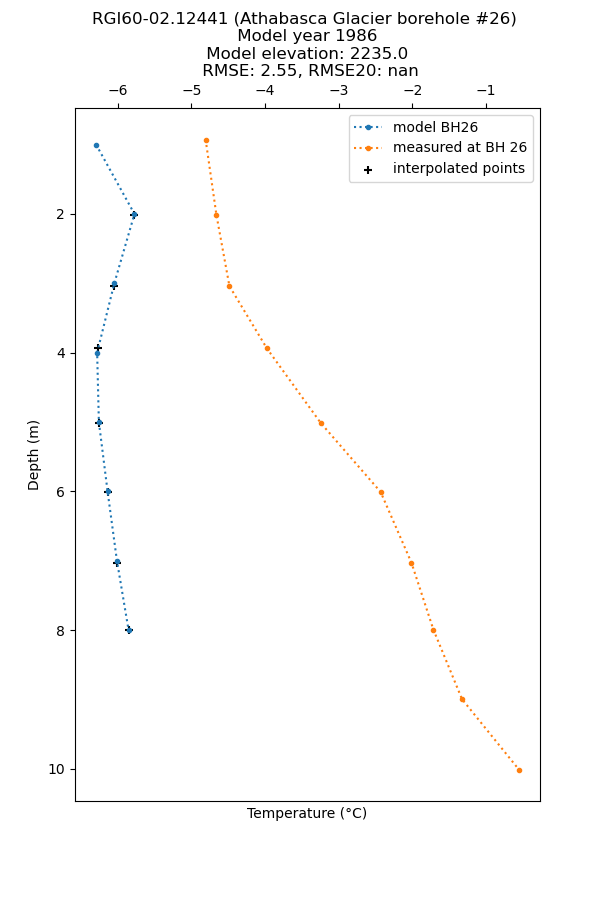 RGI60-02.12441 (Athabasca Glacier borehole #26)
Model year 1986
Model elevation: 2235.0
RMSE: 2.55, RMSE20: nan
−6 −5 −4 −3 −2 −1
model BH26
measured at BH 26
interpolated points
2
4
6
8
10
Depth (m)
Temperature (°C)